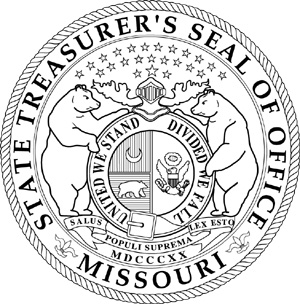 STATE TREASURER'S SEAL OF OFFICE
UNITED WE STAND DIVIDED WE FALL
SALUS POPULI SUPREMA LEX ESTO
MDCCCXX
MISSOURI